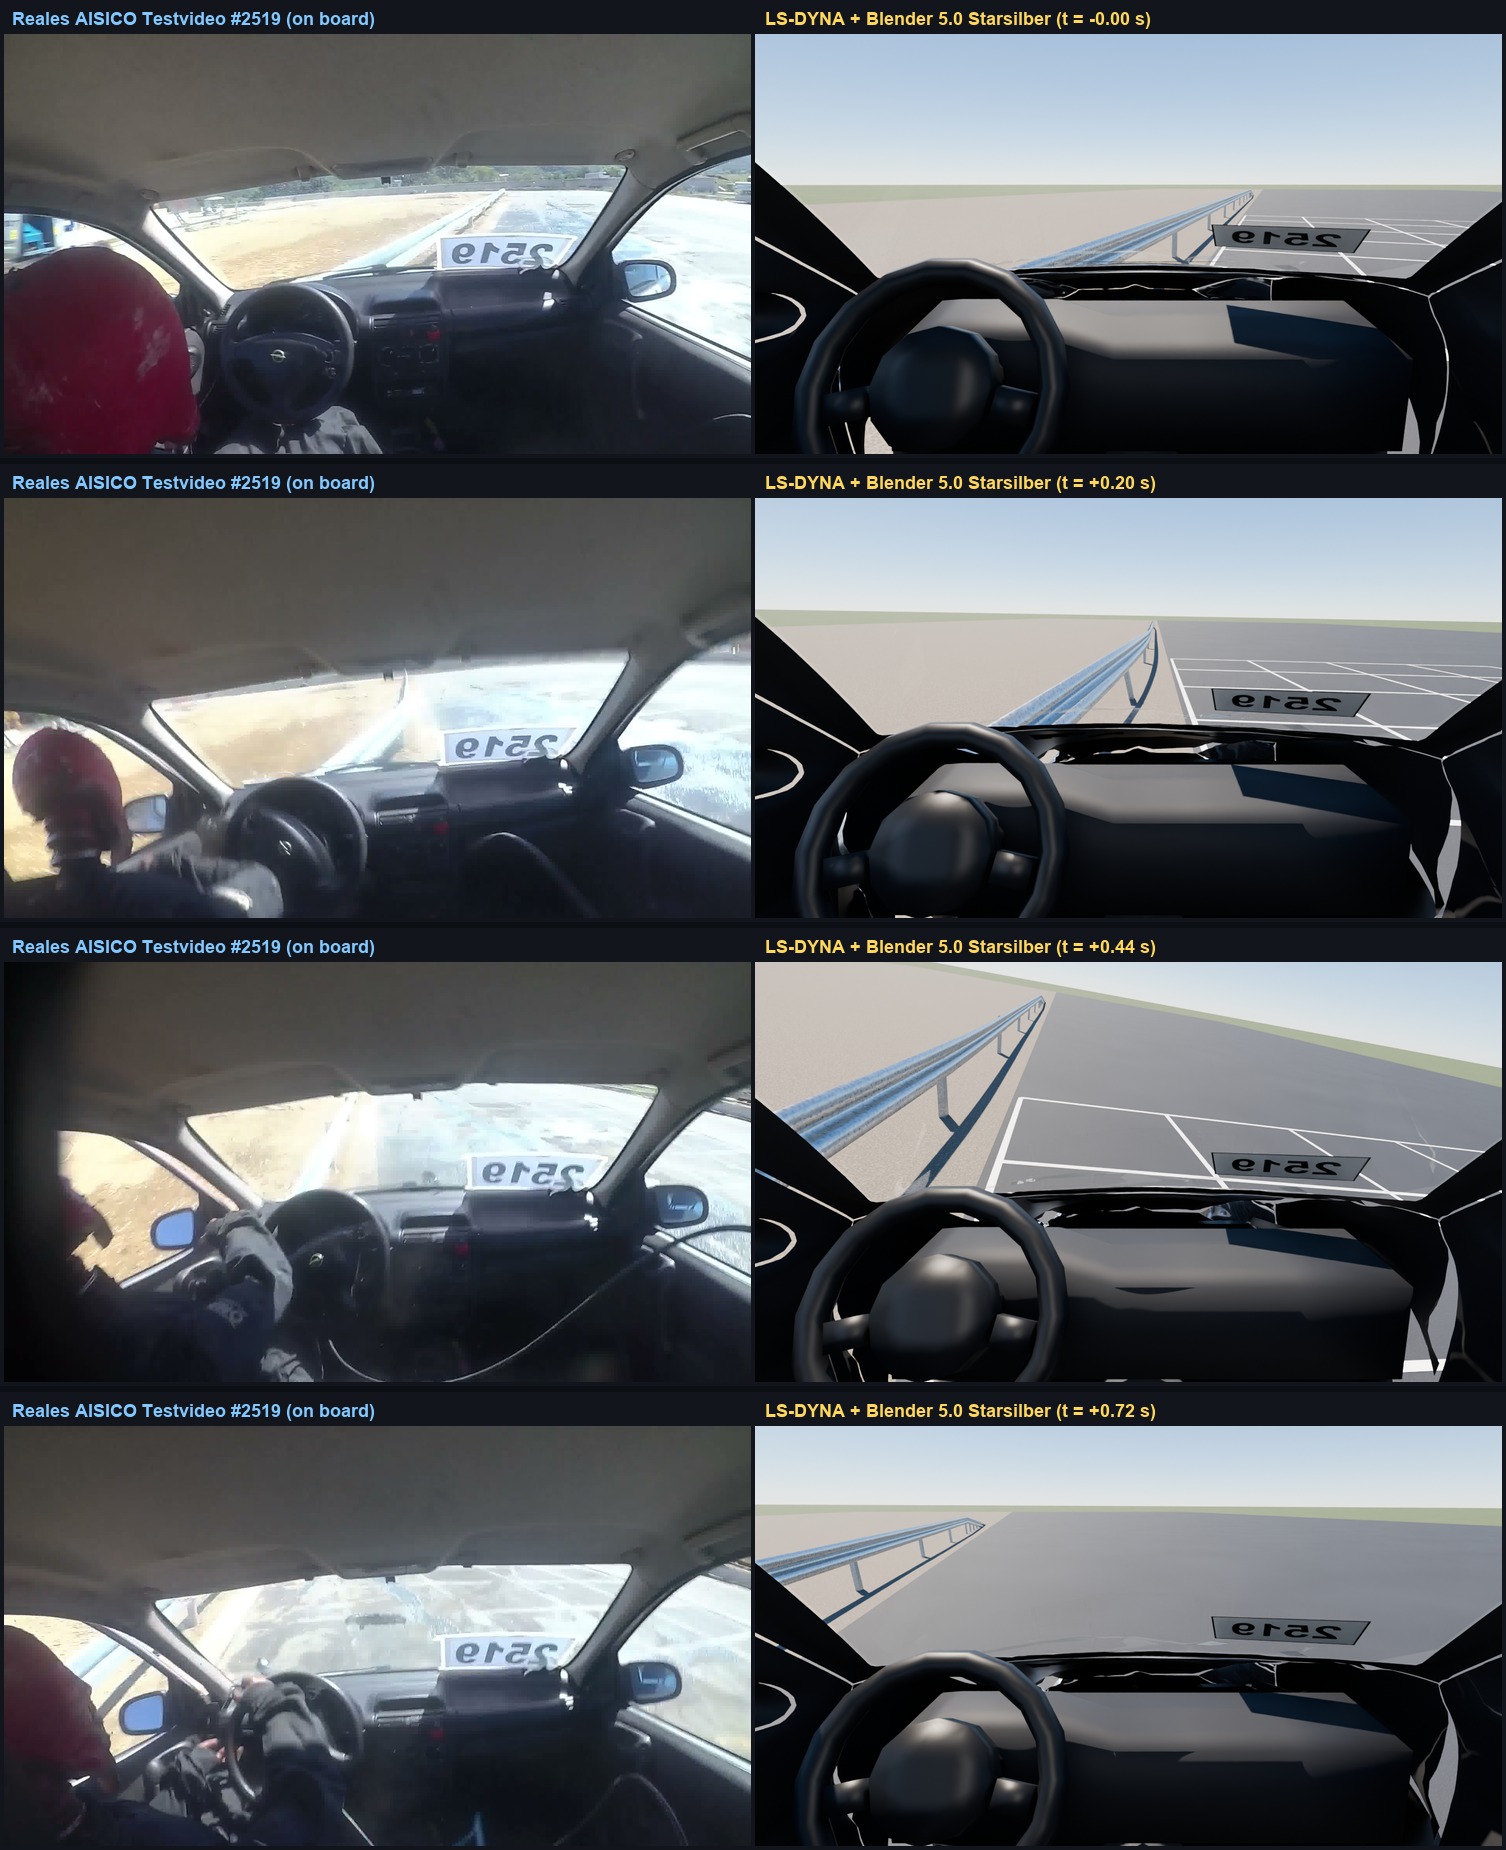 Reales AISICO Testvideo #2519 (on board)
LS-DYNA + Blender 5.0 Starsilber (t = -0.00 s)
2519
2519
Reales AISICO Testvideo #2519 (on board)
LS-DYNA + Blender 5.0 Starsilber (t = +0.20 s)
2519
2519
Reales AISICO Testvideo #2519 (on board)
LS-DYNA + Blender 5.0 Starsilber (t = +0.44 s)
2519
2519
Reales AISICO Testvideo #2519 (on board)
LS-DYNA + Blender 5.0 Starsilber (t = +0.72 s)
2519
2519